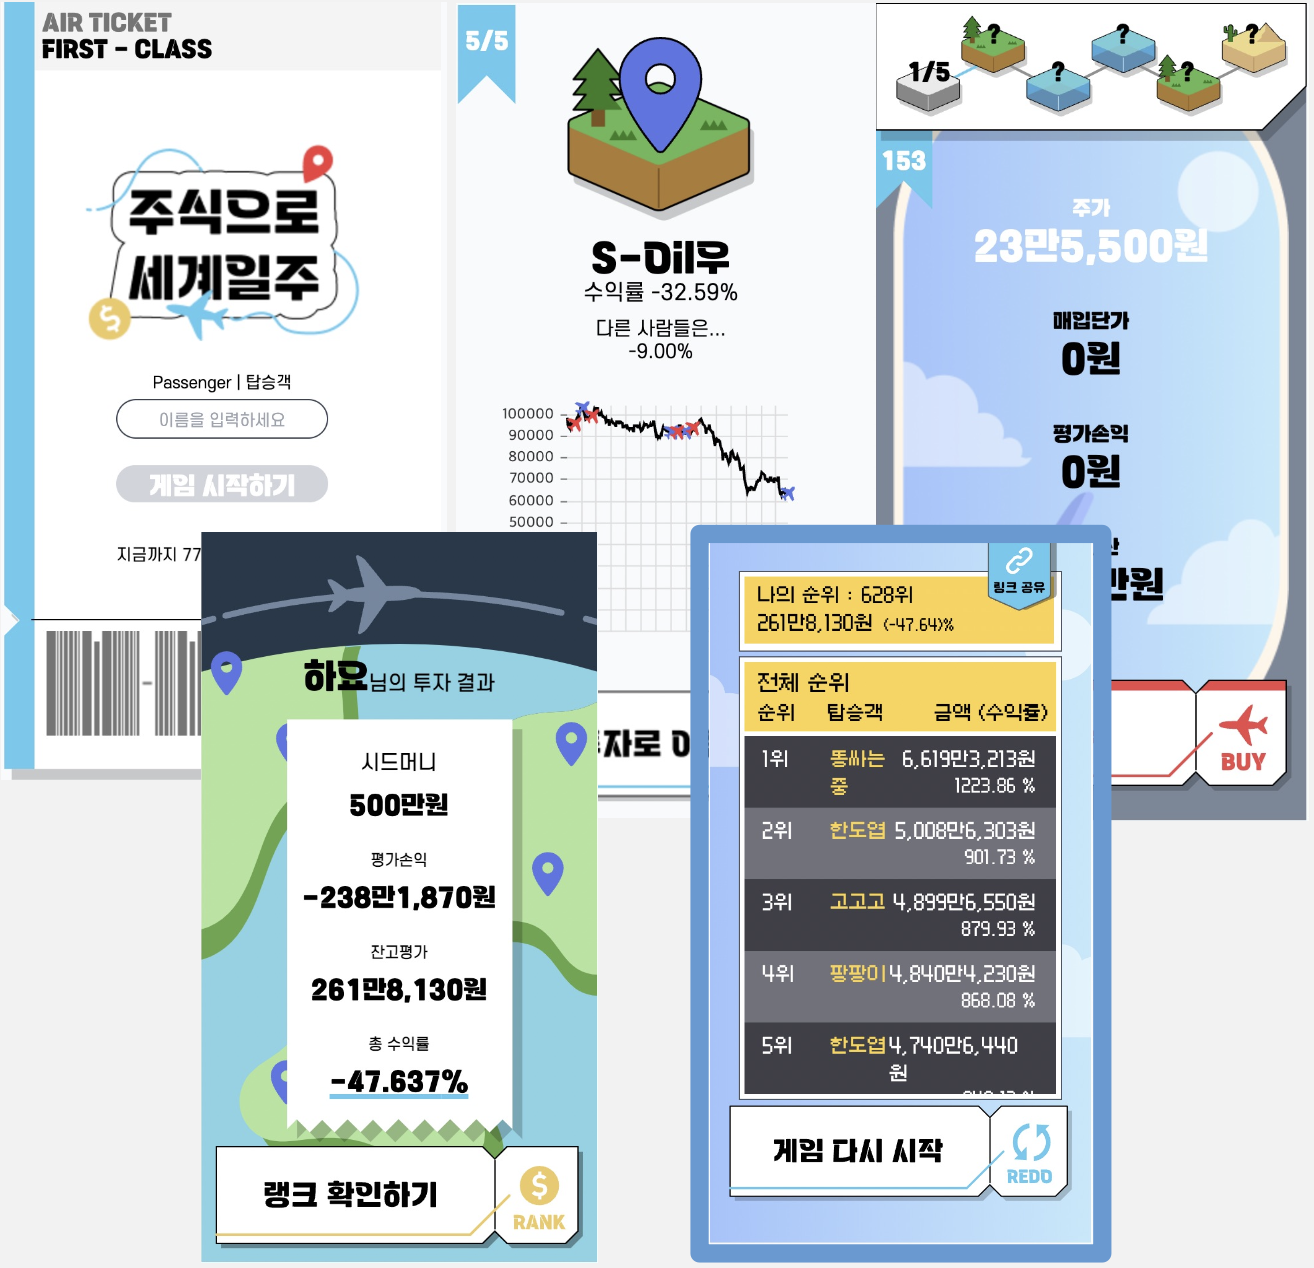 AIR TICKET
FIRST - CLASS
주식으로
세계일주
Passenger | 탑승객
이름을 입력하세요
게임 시작하기
지금까지 77
5/5
S-Oil우
수익률 -32.59%
다른 사람들은...
-9.00%
100000
90000
80000
70000
60000
50000
1/5
?
?
?
?
?
153
주가
23만5,500원
매입단가
0원
평가손익
0원
만원
BUY
하요님의 투자 결과
시드머니
500만원
평가손익
-238만1,870원
잔고평가
261만8,130원
총 수익률
-47.637%
랭크 확인하기
RANK
링크 공유
나의 순위 : 628위
261만8,130원 (-47.64)%
전체 순위
순위 탑승객 금액 (수익률)
1위 똥싸는중 6,619만3,213원
1223.86 %
2위 한도엽 5,008만6,303원
901.73 %
3위 고고고 4,899만6,550원
879.93 %
4위 팡팡이 4,840만4,230원
868.08 %
5위 한도엽 4,740만6,440원
게임 다시 시작
REDO